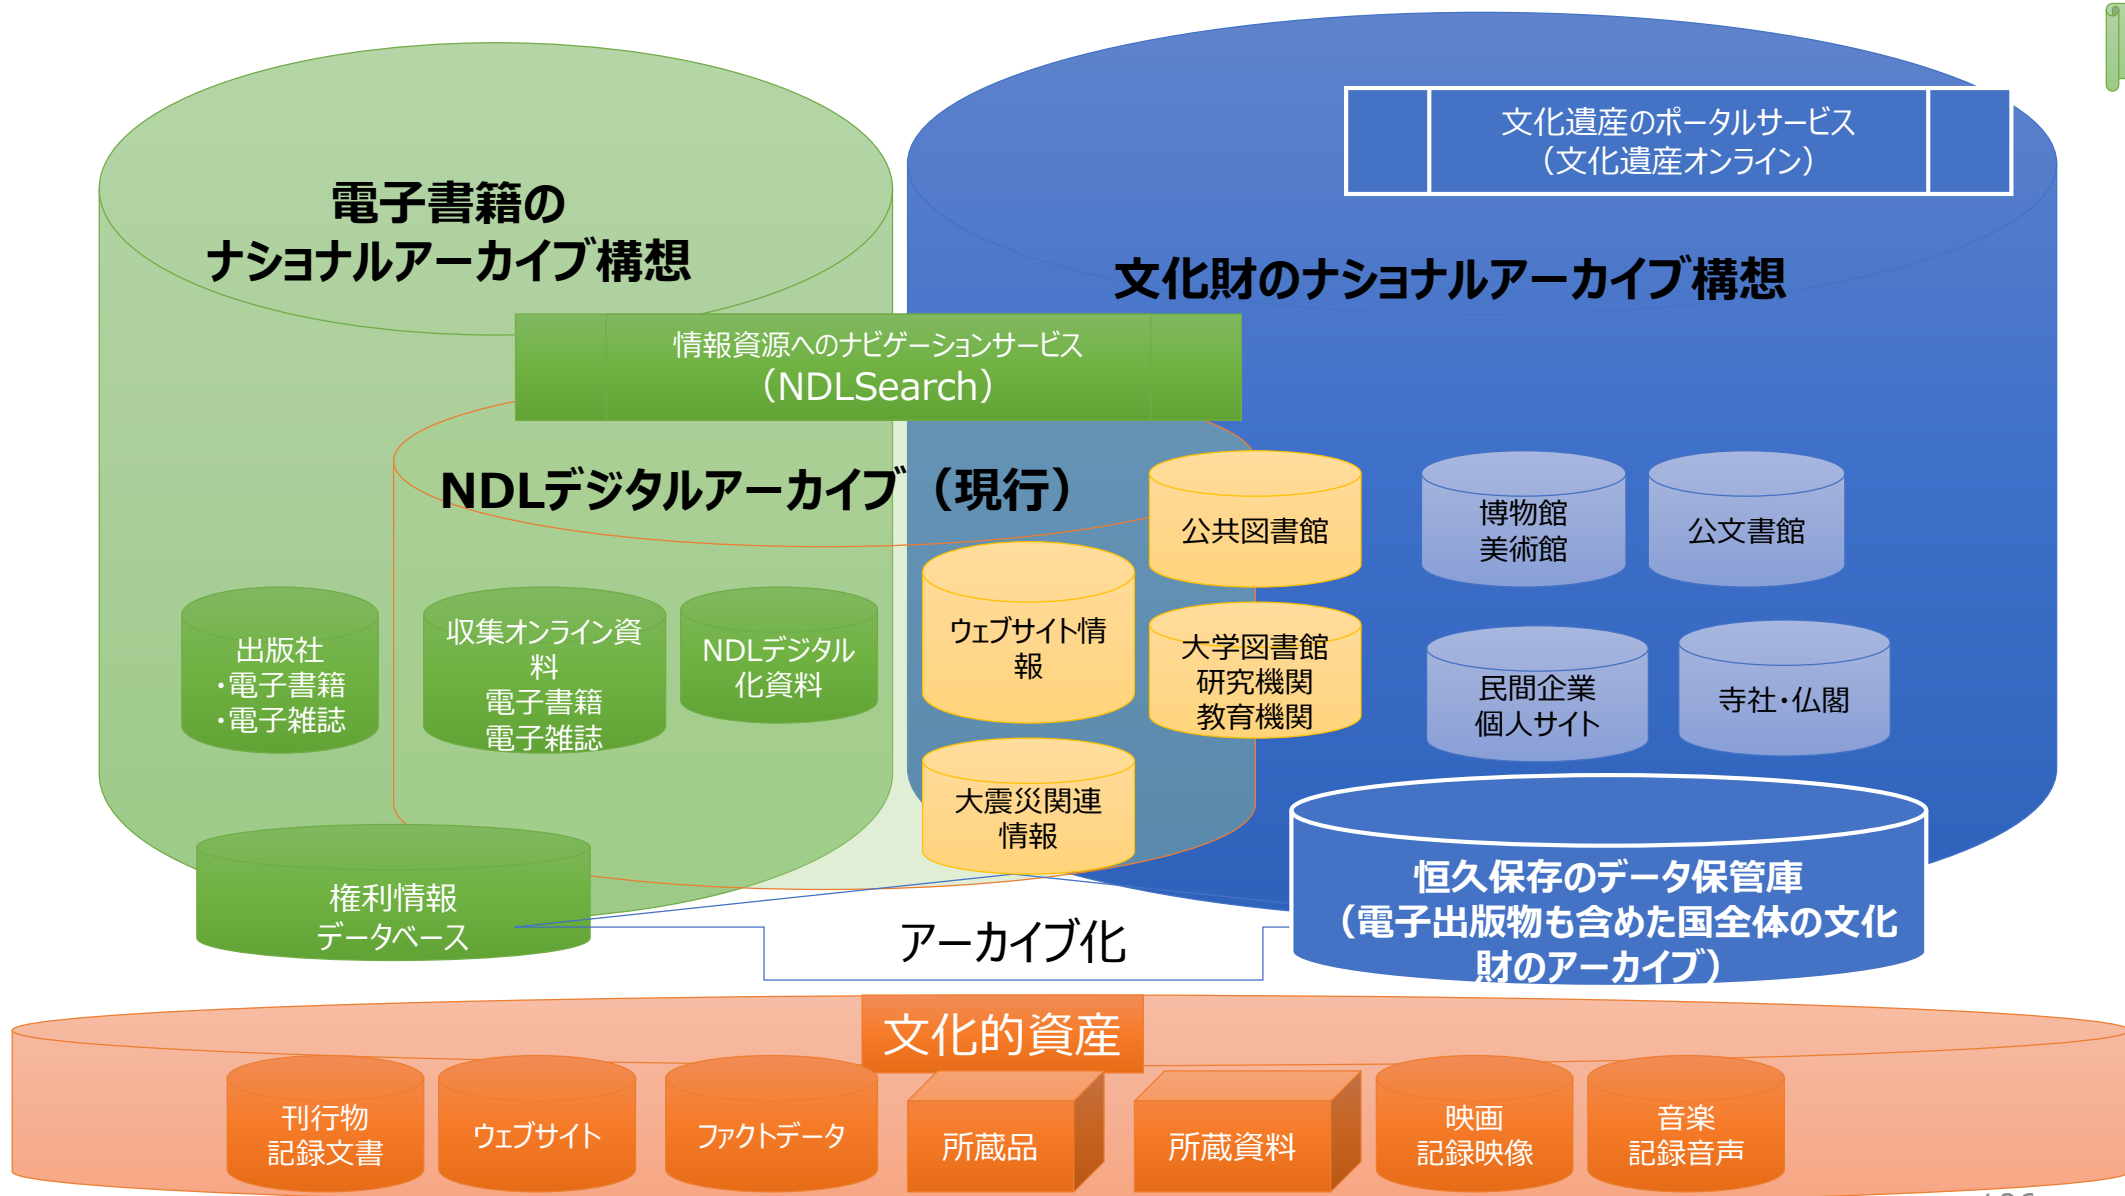 文化遺産のポータルサービス
（文化遺産オンライン）
電子書籍の
ナショナルアーカイブ構想
文化財のナショナルアーカイブ構想
情報資源へのナビゲーションサービス
（NDLSearch）
NDLデジタルアーカイブ（現行）
公共図書館
博物館
美術館
公文書館
出版社
・電子書籍
・電子雑誌
収集オンライン資
料
電子書籍
電子雑誌
NDLデジタル
化資料
ウェブサイト情
報
大学図書館
研究機関
教育機関
民間企業
個人サイト
寺社・仏閣
大震災関連
情報
権利情報
データベース
恒久保存のデータ保管庫
（電子出版物も含めた国全体の文化
財のアーカイブ）
アーカイブ化
文化的資産
刊行物
記録文書
ウェブサイト
ファクトデータ
所蔵品
所蔵資料
映画
記録映像
音楽
記録音声